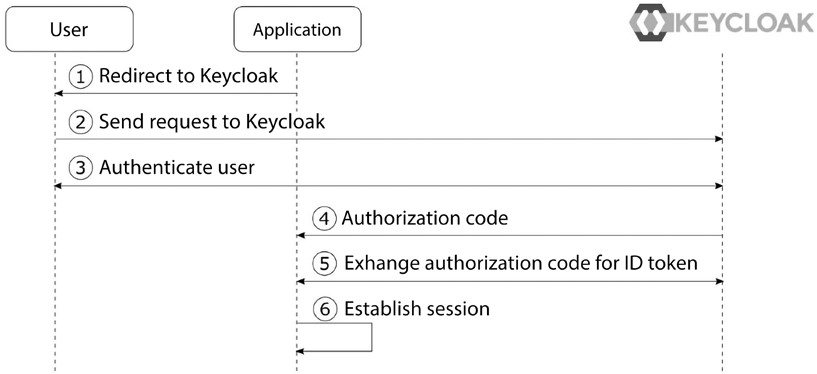 User
Application
KEYCLOAK
1 Redirect to Keycloak
2 Send request to Keycloak
3 Authenticate user
4 Authorization code
5 Exhange authorization code for ID token
6 Establish session